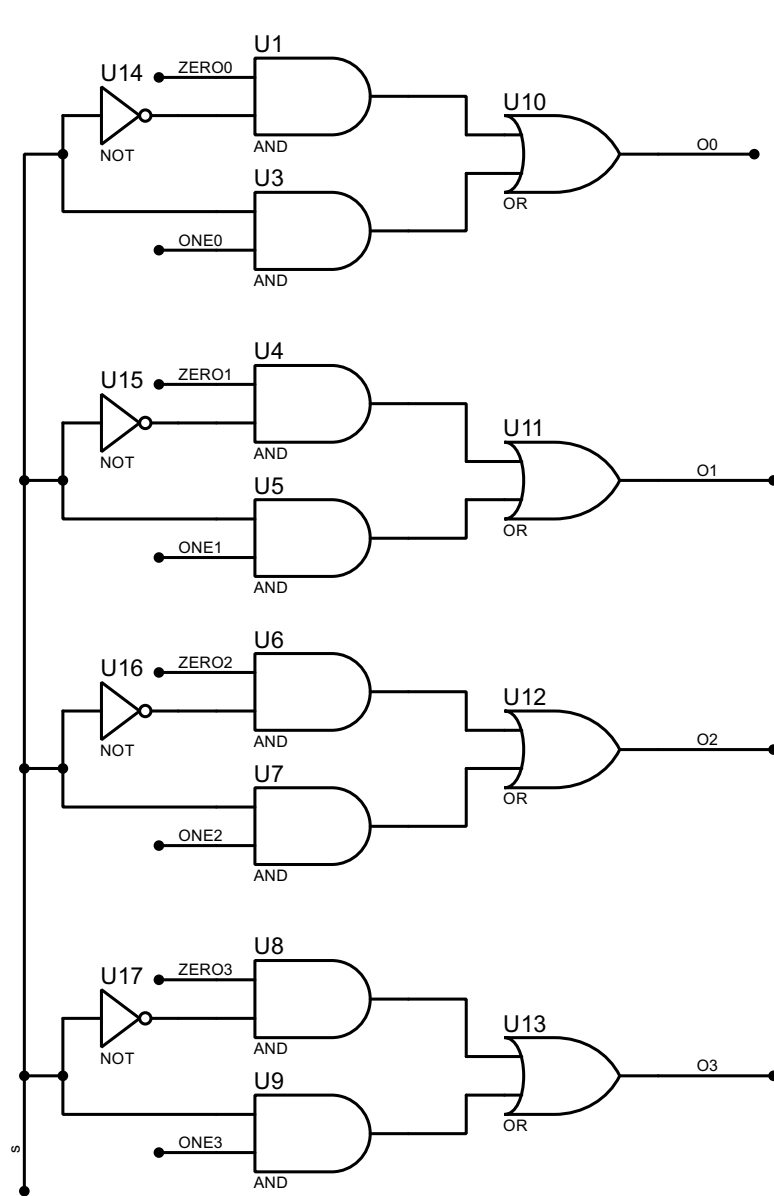 U1
U14
ZERO0
NOT
AND
U10
O0
OR
U3
ONE0
AND
U4
U15
ZERO1
NOT
AND
U11
O1
OR
U5
ONE1
AND
U6
U16
ZERO2
NOT
AND
U12
O2
OR
U7
ONE2
AND
U8
U17
ZERO3
NOT
AND
U13
O3
OR
U9
ONE3
AND
s